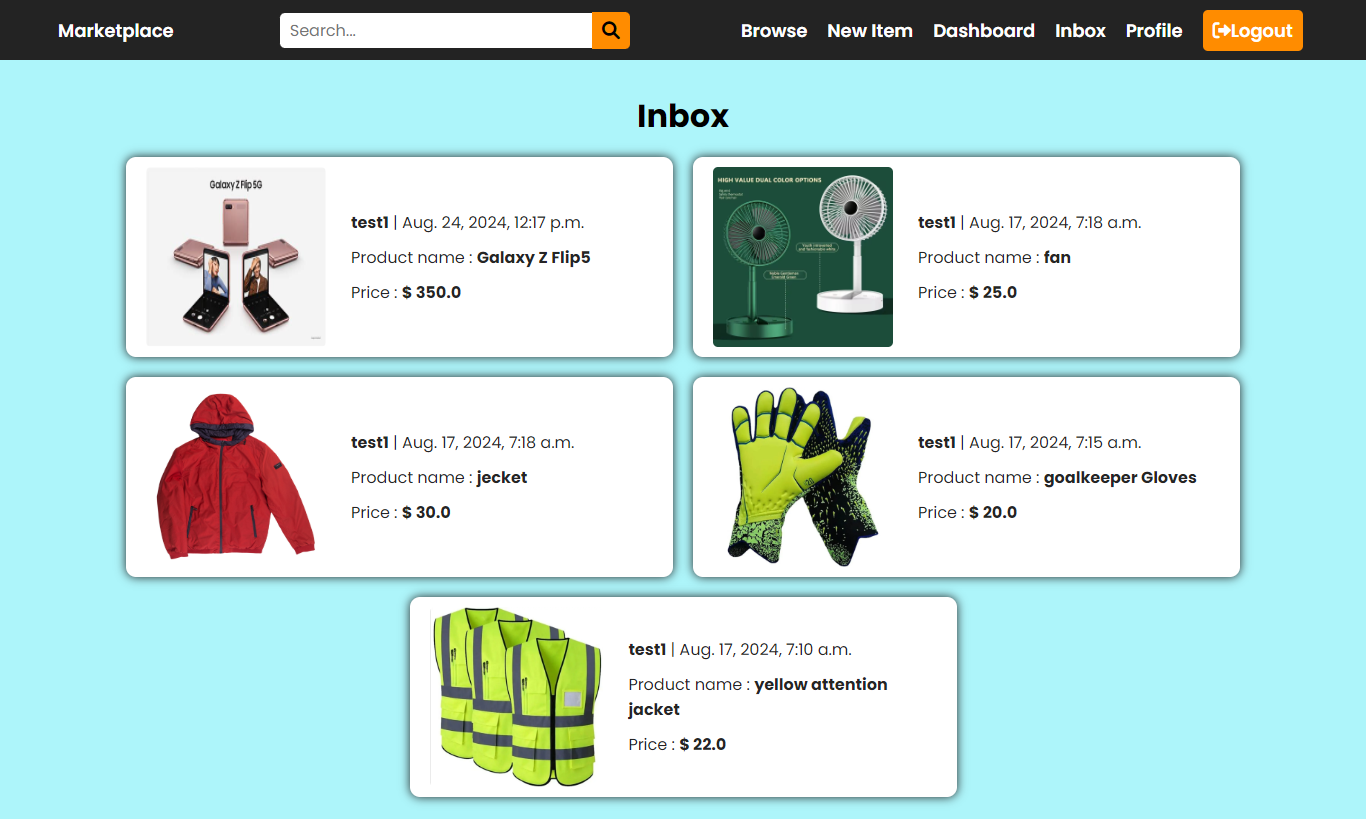 Marketplace
Search...
Browse
New Item
Dashboard
Inbox
Profile
Logout
Inbox
Galaxy Z Flip 5G
test1 | Aug. 24, 2024, 12:17 p.m.
Product name : Galaxy Z Flip5
Price : $ 350.0
HIGH VALUE DUAL COLOR OPTIONS
test1 | Aug. 17, 2024, 7:18 a.m.
Product name : fan
Price : $ 25.0
test1 | Aug. 17, 2024, 7:18 a.m.
Product name : jecket
Price : $ 30.0
test1 | Aug. 17, 2024, 7:15 a.m.
Product name : goalkeeper Gloves
Price : $ 20.0
test1 | Aug. 17, 2024, 7:10 a.m.
Product name : yellow attention
jacket
Price : $ 22.0